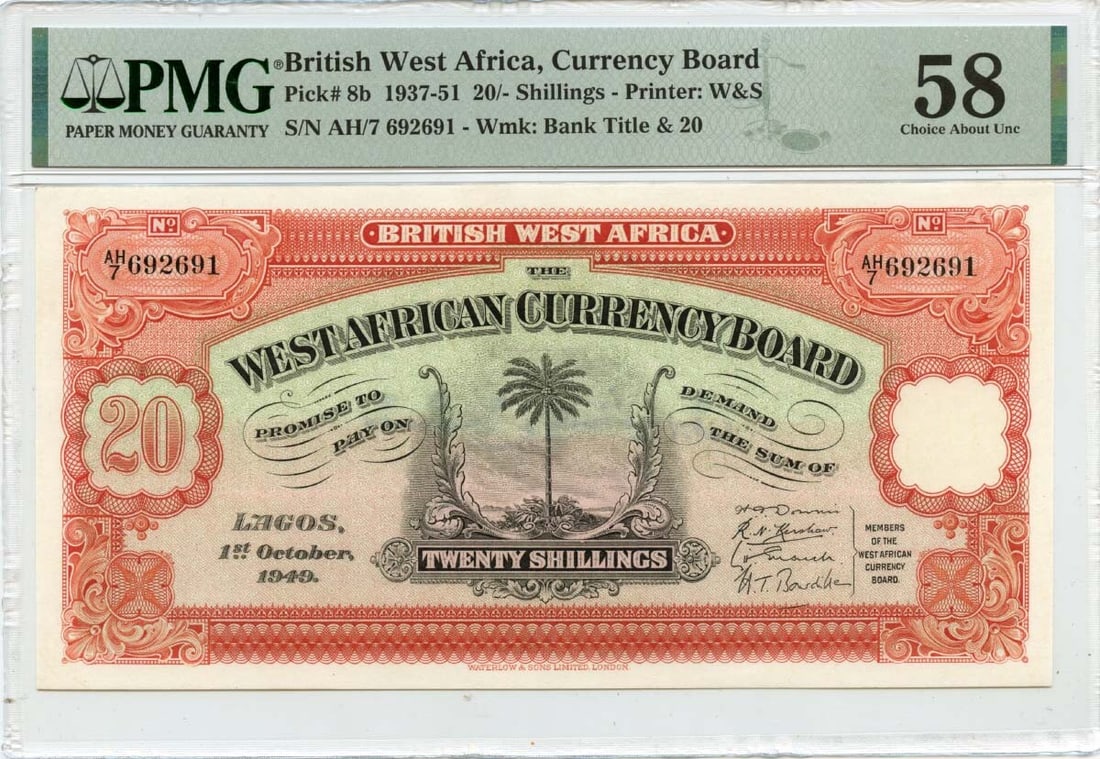 PMG®
PAPER MONEY GUARANTY
British West Africa, Currency Board
Pick# 8b 1937-51 20/- Shillings - Printer: W&S
S/N AH/7 692691 - Wmk: Bank Title & 20
58
Choice About Unc
Nº
AH/7 692691
· BRITISH WEST AFRICA ·
Nº
AH/7 692691
THE
WEST AFRICAN CURRENCY BOARD
PROMISE TO
PAY ON
DEMAND
THE SUM OF
20
LAGOS,
1st October,
1949.
TWENTY SHILLINGS
R. N. Kershaw
MEMBERS
OF THE
WEST AFRICAN
CURRENCY
BOARD.
WATERLOW & SONS LIMITED, LONDON.